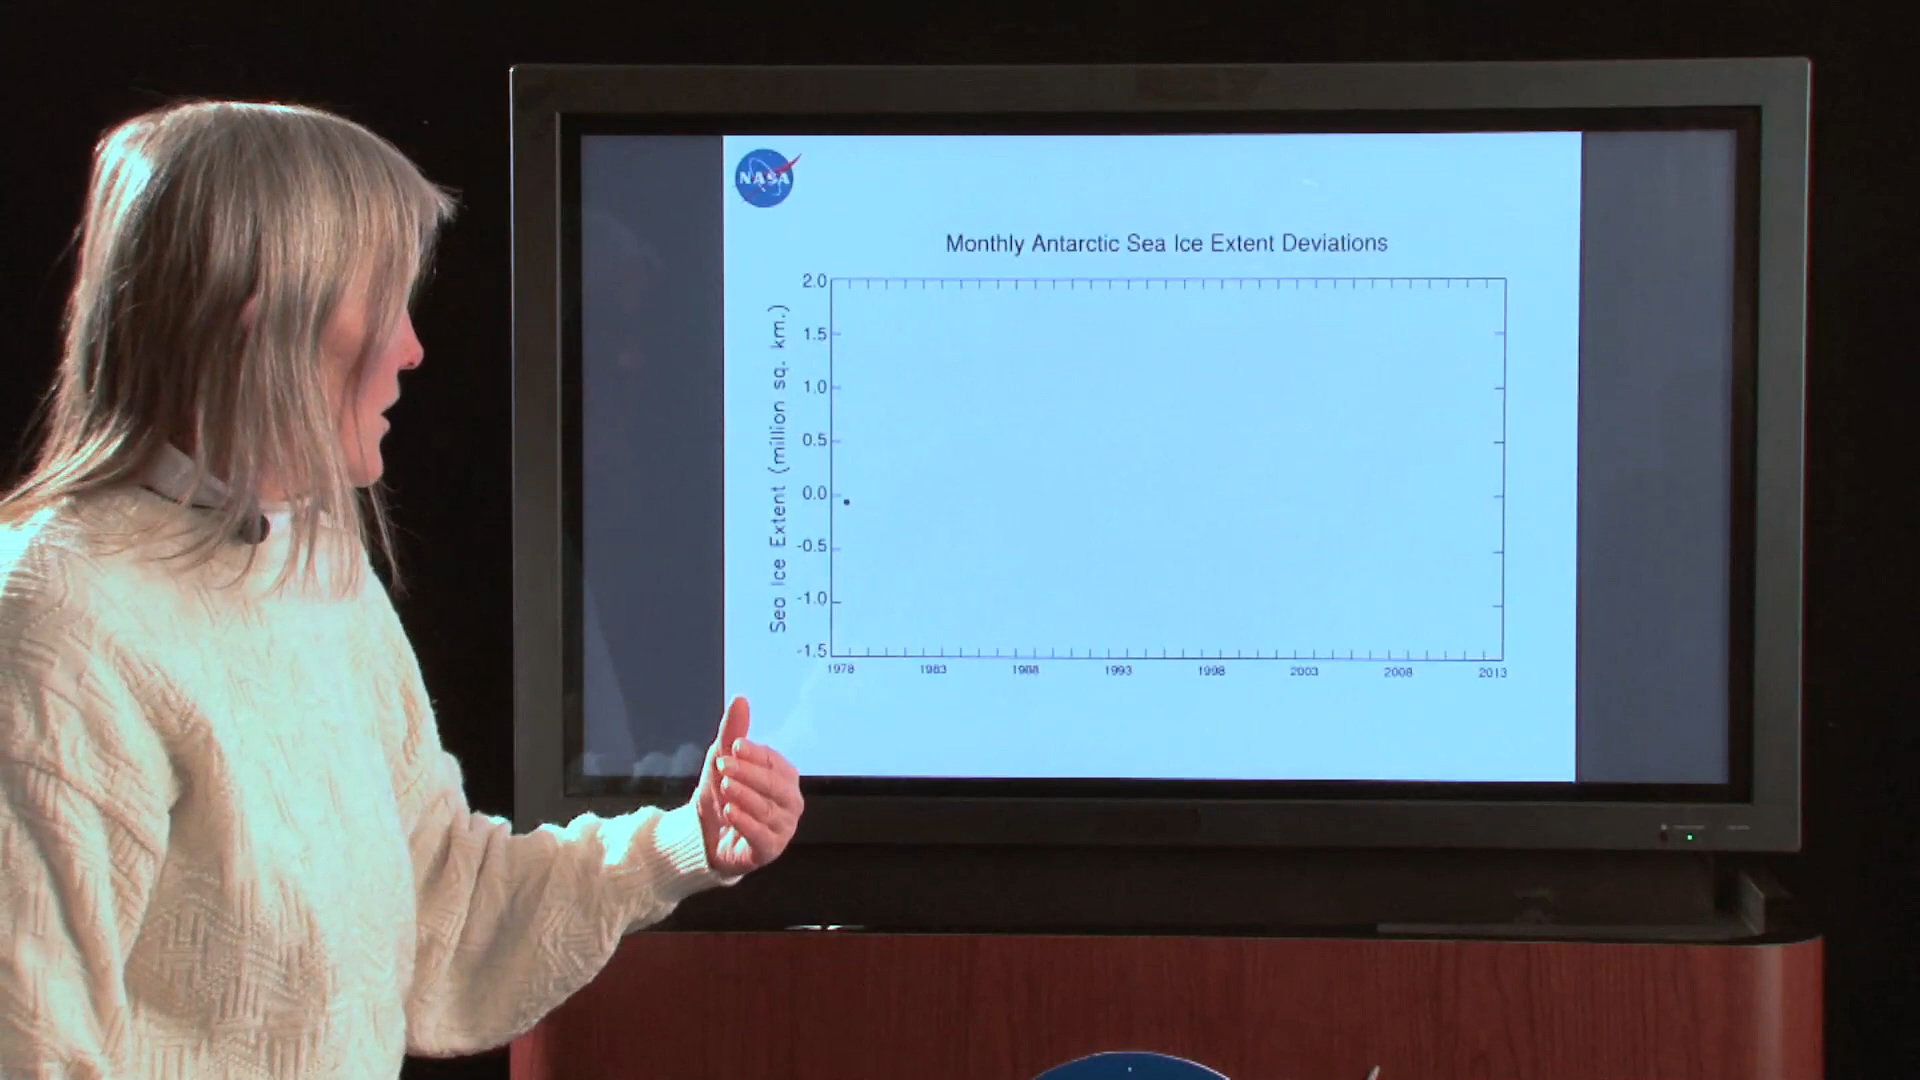 NASA
Monthly Antarctic Sea Ice Extent Deviations
Sea Ice Extent (million sq. km.)
2.0
1.5
1.0
0.5
0.0
-0.5
-1.0
-1.5
1978 1983 1988 1993 1998 2003 2008 2013